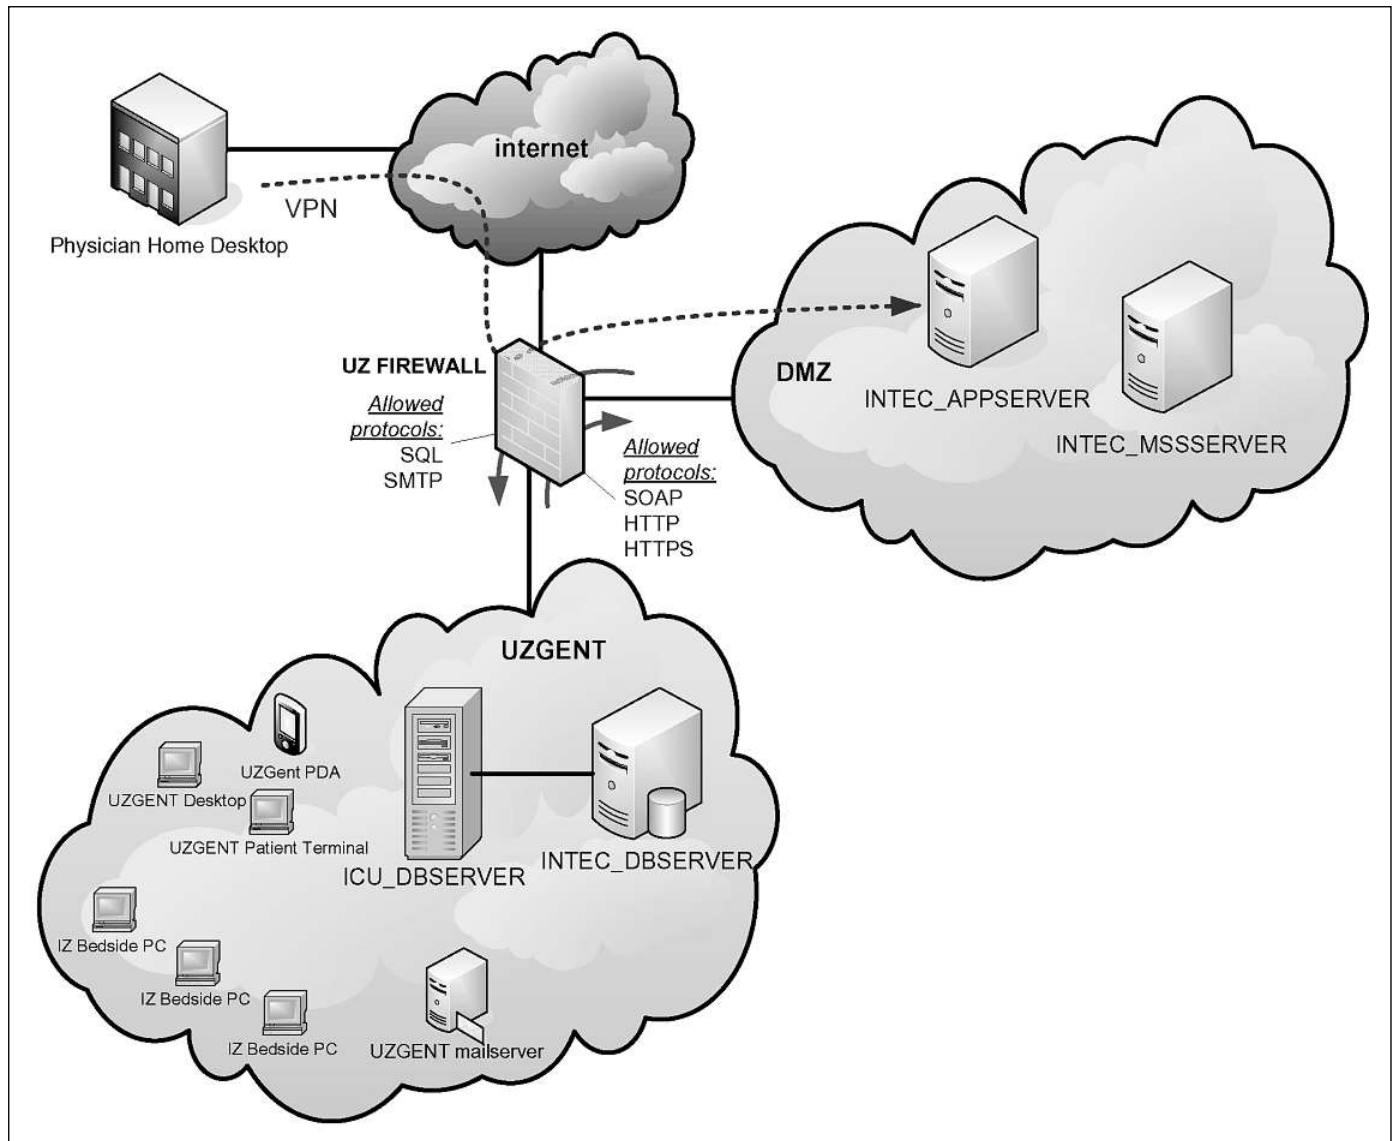 internet
VPN
Physician Home Desktop
UZ FIREWALL
Allowed
protocols:
SQL
SMTP
Allowed
protocols:
SOAP
HTTP
HTTPS
DMZ
INTEC_APPSERVER
INTEC_MSSSERVER
UZGENT
UZGent PDA
UZGENT Desktop
UZGENT Patient Terminal
ICU_DBSERVER
INTEC_DBSERVER
IZ Bedside PC
IZ Bedside PC
IZ Bedside PC
UZGENT mailserver